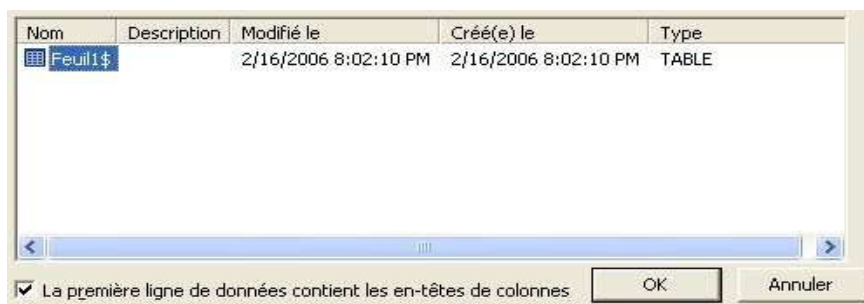 Nom Description Modifié le Créé(e) le Type
Feuil1$ 2/16/2006 8:02:10 PM 2/16/2006 8:02:10 PM TABLE
La première ligne de données contient les en-têtes de colonnes OK Annuler